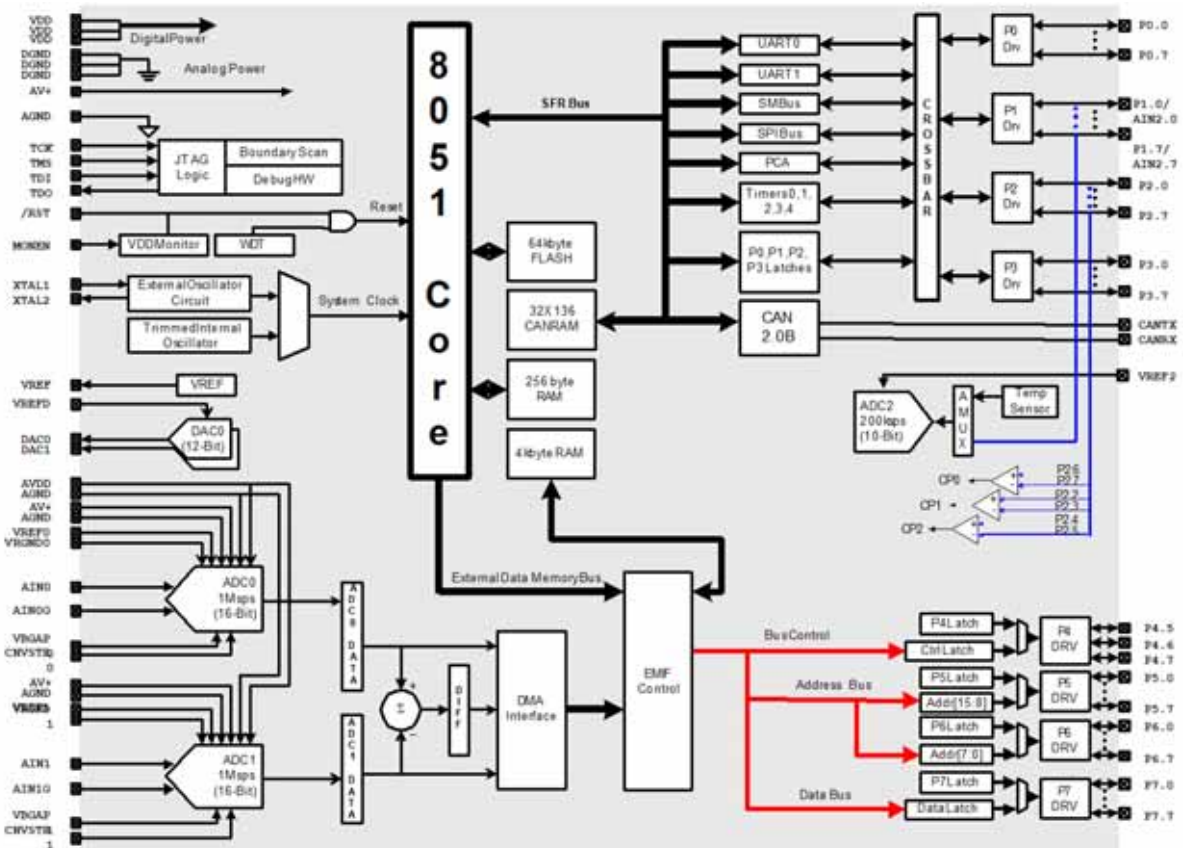 VDD
VDD
VDD
Digital Power
DGND
DGND
DGND
Analog Power
AV+
AGND
TCK
TMS
TDI
TDO
JTAG
Logic
Boundary Scan
Debug HW
/RST
Reset
MONEN
VDD Monitor
WDT
XTAL1
XTAL2
External Oscillator
Circuit
System Clock
Trimmed Internal
Oscillator
VREF
VREF
VREFD
DAC0
DAC1
DAC0
(12-Bit)
AVDD
AGND
AV+
AGND
VREF0
VRGND0
AIN0
AIN0G
ADC0
1Msps
(16-Bit)
VBGAP
0
AV+
AGND
1
AIN1
AIN1G
ADC1
1Msps
(16-Bit)
VBGAP
1
8051 Core
SFR Bus
64kbyte
FLASH
32X136
CANRAM
256 byte
RAM
4kbyte RAM
External Data Memory Bus
ADC0 DATA
ADC1 DATA
+
Σ
-
DIFF
DMA
Interface
EMIF
Control
UART0
UART1
SMBus
SPI Bus
PCA
Timers 0,1,
2,3,4
P0, P1, P2,
P3 Latches
CAN
2.0B
CROSSBAR
P0
Drv
P1
Drv
P2
Drv
P3
Drv
P0.0
P0.7
P1.0/
AIN2.0
P1.7/
AIN2.7
P2.0
P2.7
P3.0
P3.7
CANTX
CANRX
VREF2
ADC2
200ksps
(10-Bit)
AMUX
Temp
Sensor
CP0
+
-
P2.6
P2.7
CP1
+
-
P2.2
P2.3
CP2
+
-
P2.4
P2.5
Bus Control
P4 Latch
Ctrl Latch
P4
DRV
P4.5
P4.6
P4.7
Address Bus
P5 Latch
Addr[15:8]
P5
DRV
P5.0
P5.7
P6 Latch
Addr[7:0]
P6
DRV
P6.0
P6.7
Data Bus
P7 Latch
Data Latch
P7
DRV
P7.0
P7.7